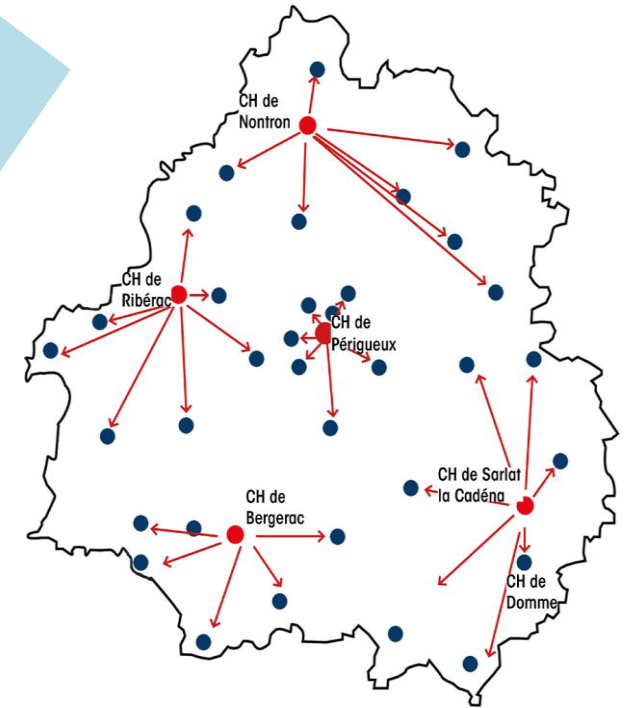 CH de
Nontron
CH de
Ribérac
CH de
Périgueux
CH de Sarlat
la Cadéna
CH de
Bergerac
CH de
Domme